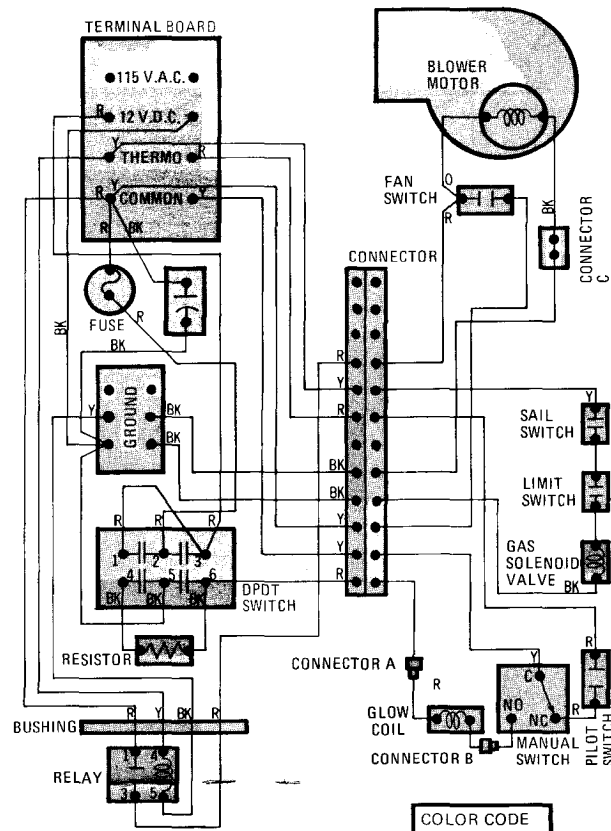 TERMINAL BOARD
115 V.A.C.
R 12 V.D.C.
Y THERMO R
R Y COMMON Y
R BK
FUSE
R
BK
BK
Y GROUND BK
BK
R R R
1 2 3
4 5 6
BK BK BK
DPDT
SWITCH
RESISTOR
BUSHING
R Y BK R
1 4
RELAY
3 5
BLOWER
MOTOR
O
FAN
SWITCH
R
BK
CONNECTOR
C
CONNECTOR
R
Y
R
BK
BK
Y
Y
R
Y
SAIL
SWITCH
LIMIT
SWITCH
GAS
SOLENOID
VALVE
BK
CONNECTOR A
R
GLOW
COIL
CONNECTOR B
Y
C
NO
NC
R
MANUAL
SWITCH
R
PILOT
SWITCH
COLOR CODE